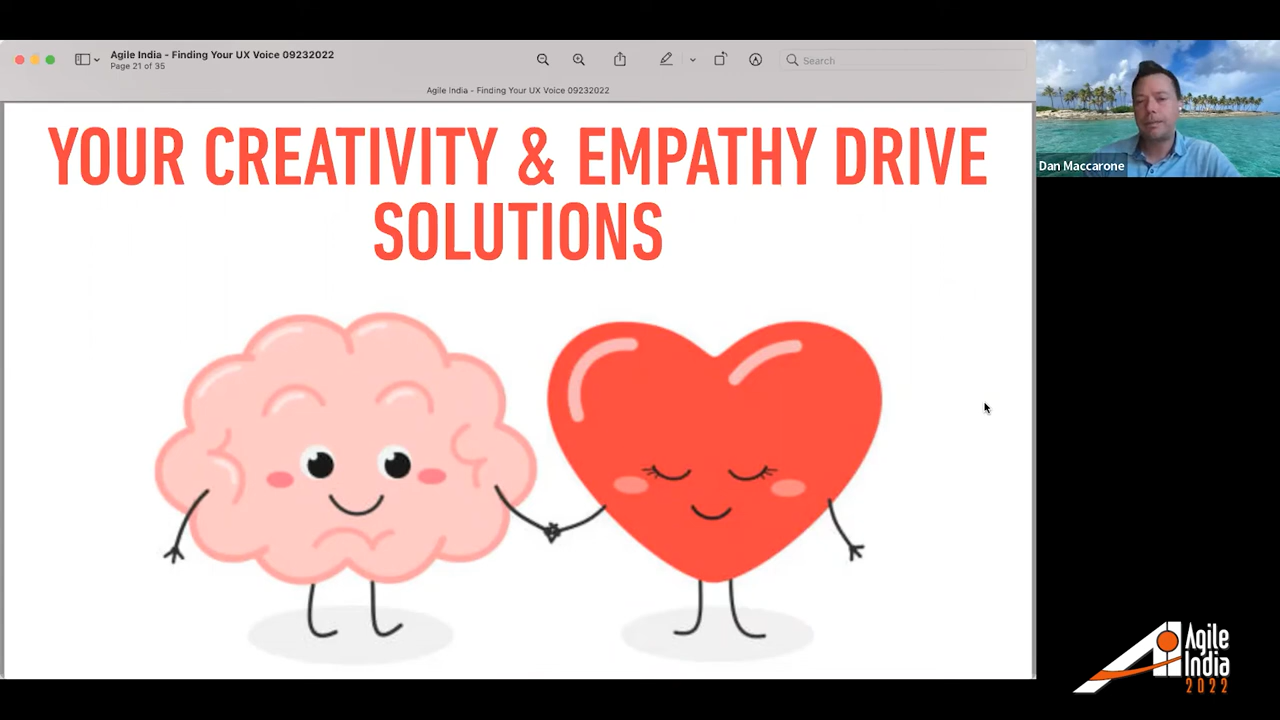 Agile India - Finding Your UX Voice 09232022
Page 21 of 35
Search
Agile India - Finding Your UX Voice 09232022
YOUR CREATIVITY & EMPATHY DRIVE
SOLUTIONS
Dan Maccarone
Agile
India
2022